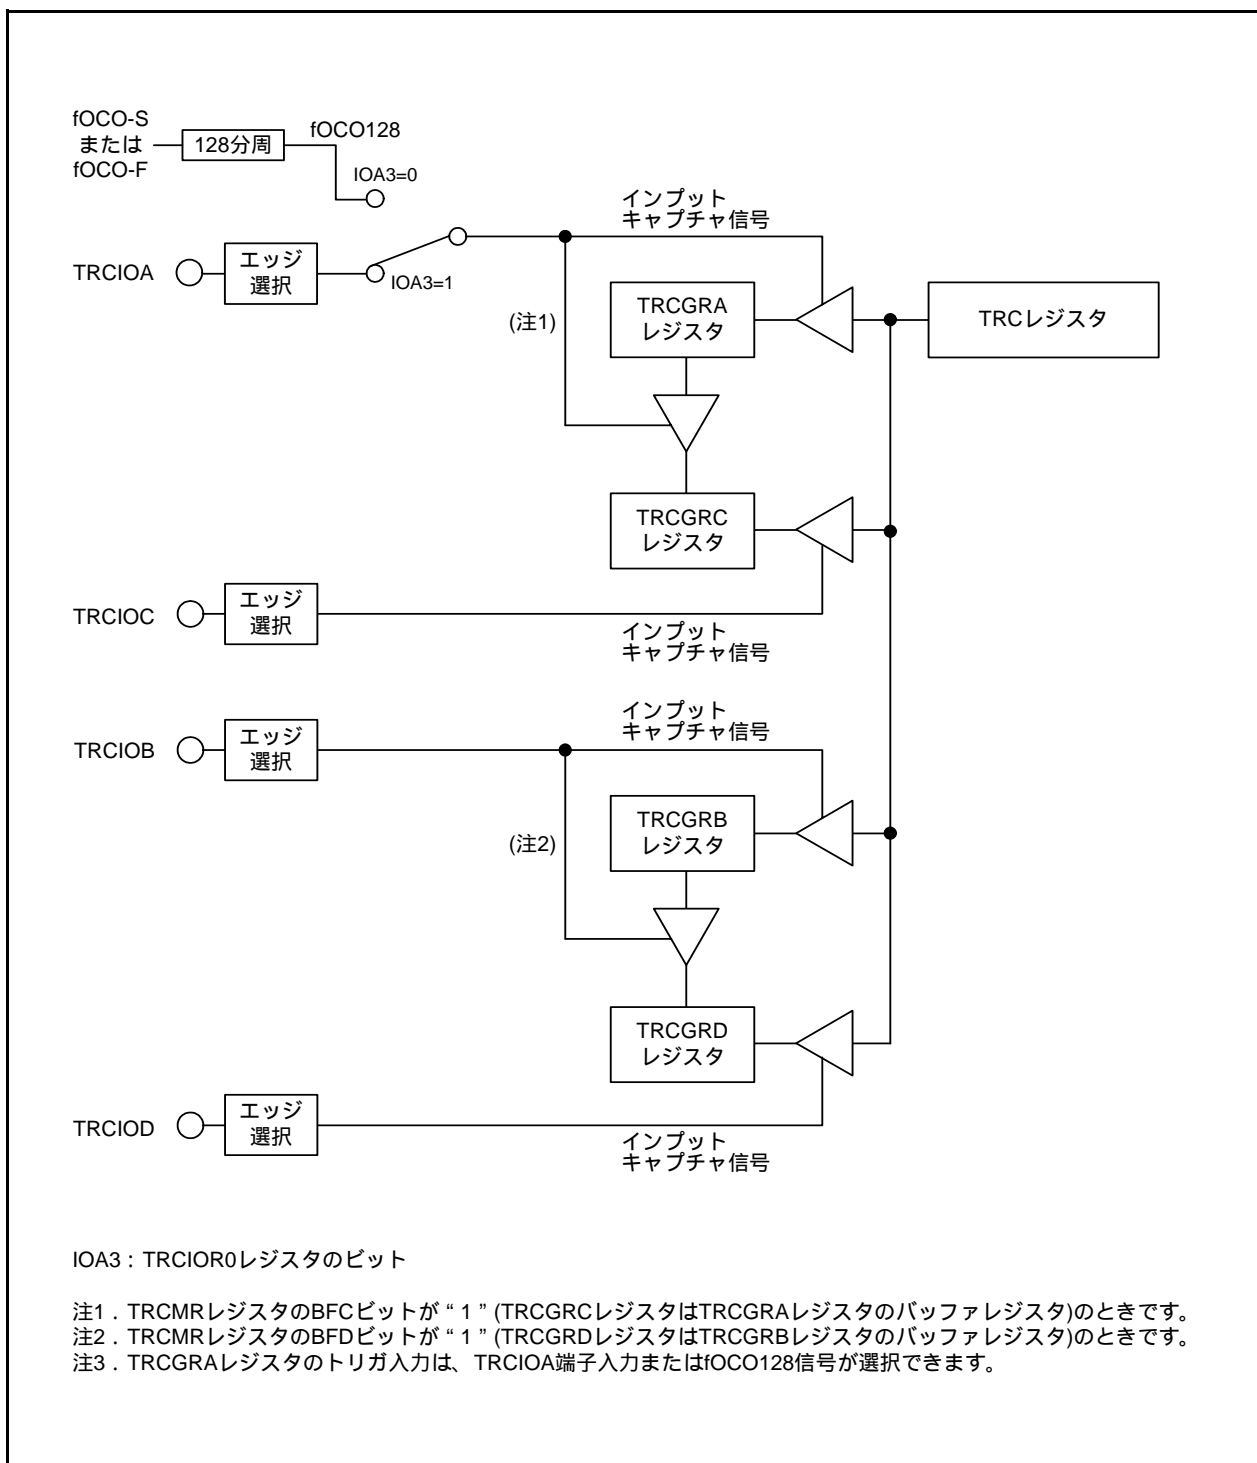 fOCO-S
または
fOCO-F
128分周
fOCO128
IOA3=0
インプット
キャプチャ信号
TRCIOA
エッジ
選択
IOA3=1
(注1)
TRCGRA
レジスタ
TRCレジスタ
TRCGRC
レジスタ
TRCIOC
エッジ
選択
インプット
キャプチャ信号
インプット
キャプチャ信号
TRCIOB
エッジ
選択
(注2)
TRCGRB
レジスタ
TRCGRD
レジスタ
TRCIOD
エッジ
選択
インプット
キャプチャ信号
IOA3：TRCIOR0レジスタのビット
注1．TRCMRレジスタのBFCビットが“1”(TRCGRCレジスタはTRCGRAレジスタのバッファレジスタ)のときです。
注2．TRCMRレジスタのBFDビットが“1”(TRCGRDレジスタはTRCGRBレジスタのバッファレジスタ)のときです。
注3．TRCGRAレジスタのトリガ入力は、TRCIOA端子入力またはfOCO128信号が選択できます。